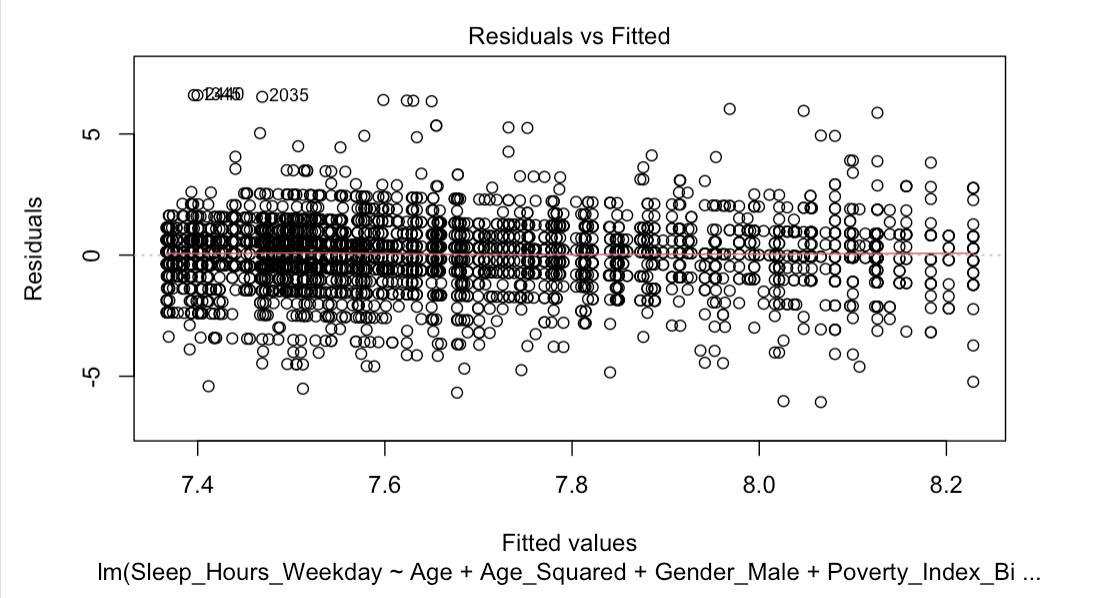 Residuals vs Fitted
2035
5
0
-5
Residuals
7.4 7.6 7.8 8.0 8.2
Fitted values
lm(Sleep_Hours_Weekday ~ Age + Age_Squared + Gender_Male + Poverty_Index_Bi ...